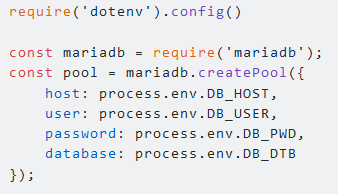 require('dotenv').config()
const mariadb = require('mariadb');
const pool = mariadb.createPool({
host: process.env.DB_HOST,
user: process.env.DB_USER,
password: process.env.DB_PWD,
database: process.env.DB_DTB
});